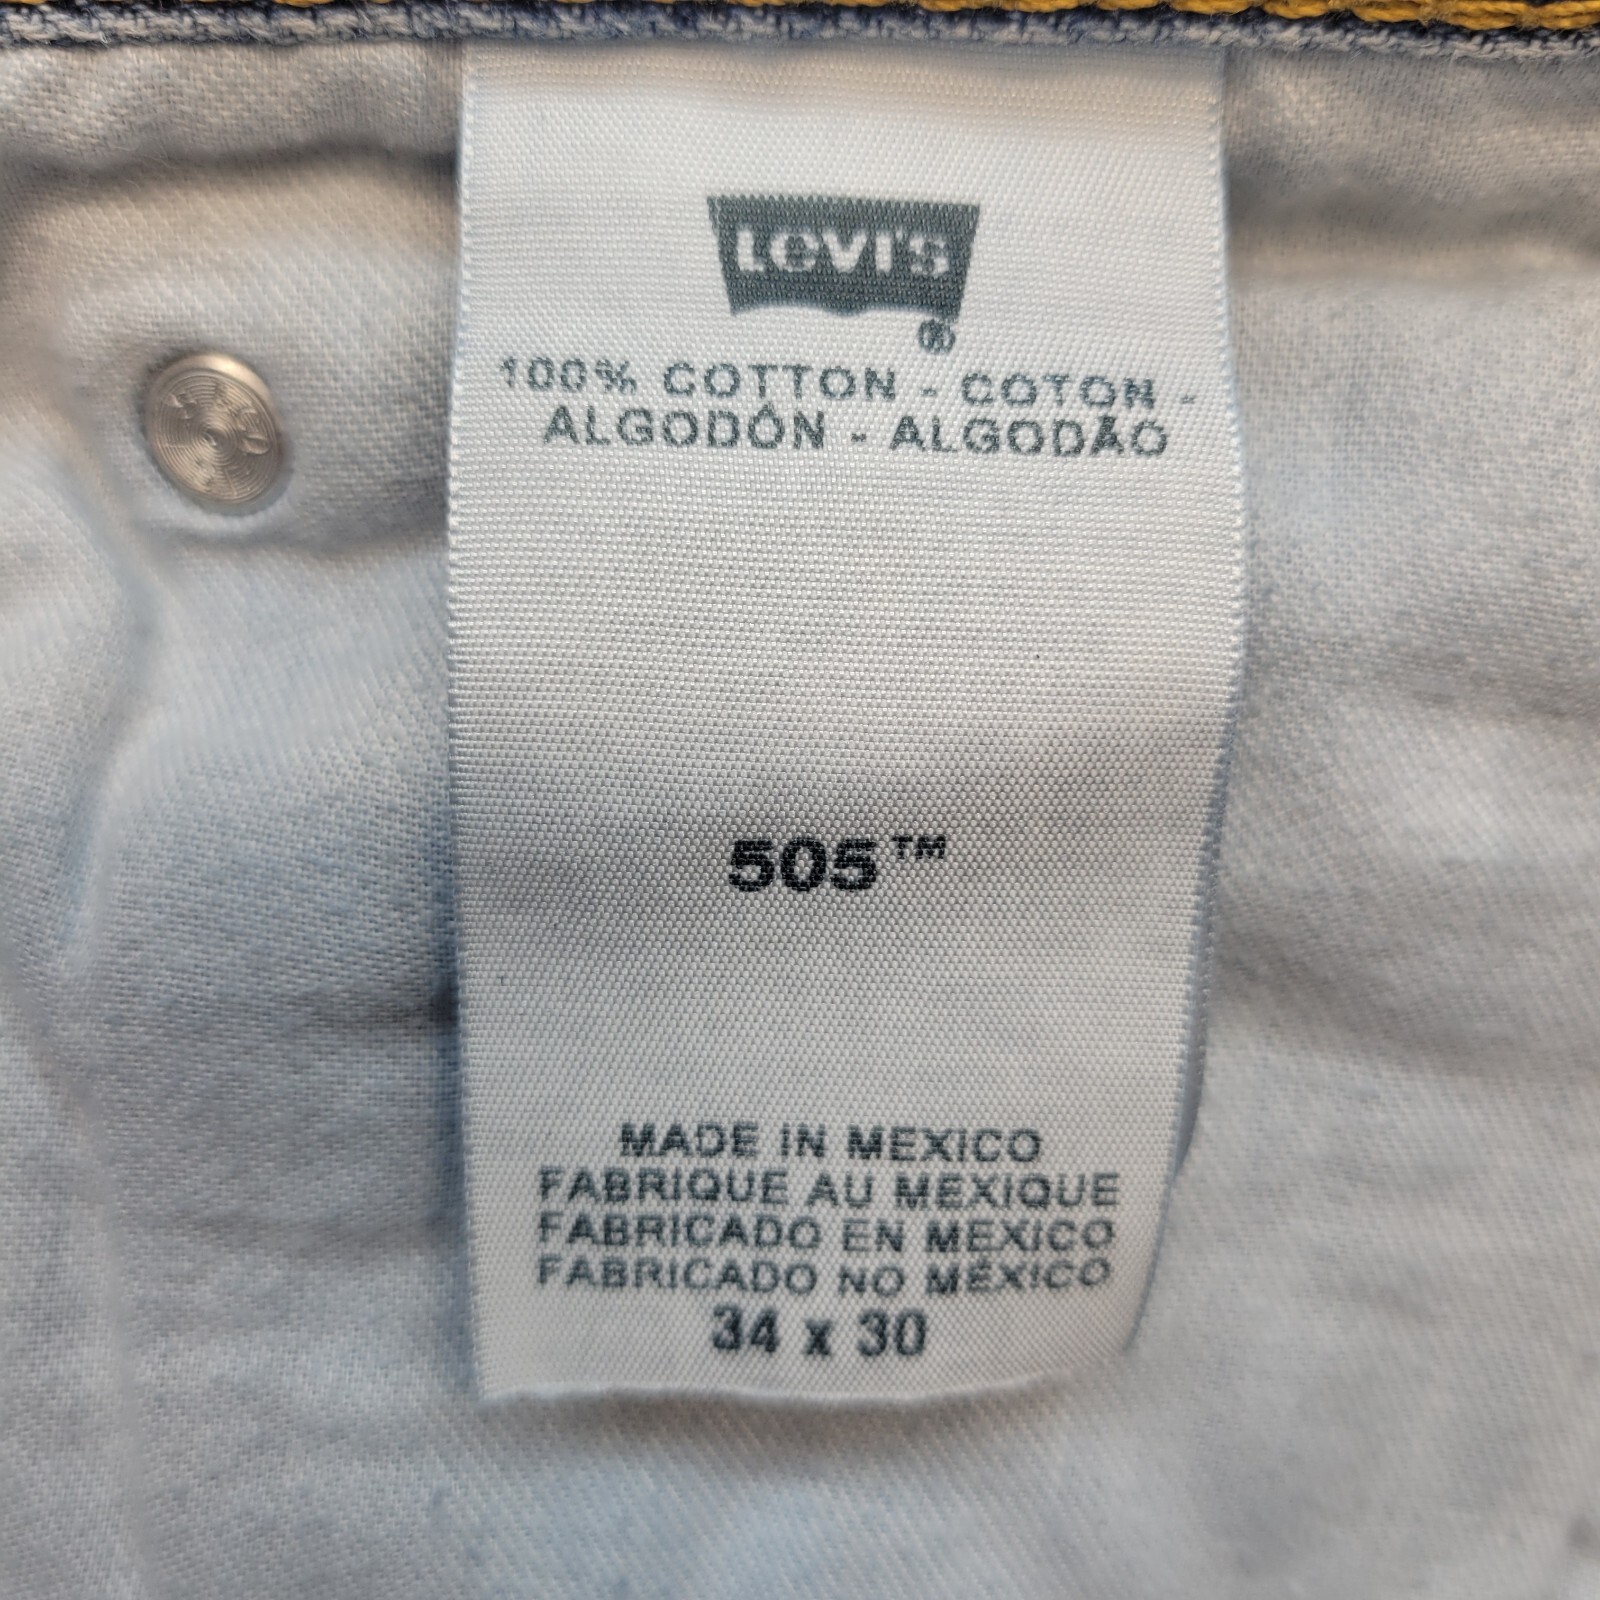 LEVI'S
®
100% COTTON - COTON -
ALGODÓN - ALGODÃO
505™
MADE IN MEXICO
FABRIQUE AU MEXIQUE
FABRICADO EN MEXICO
FABRICADO NO MÉXICO
34 x 30